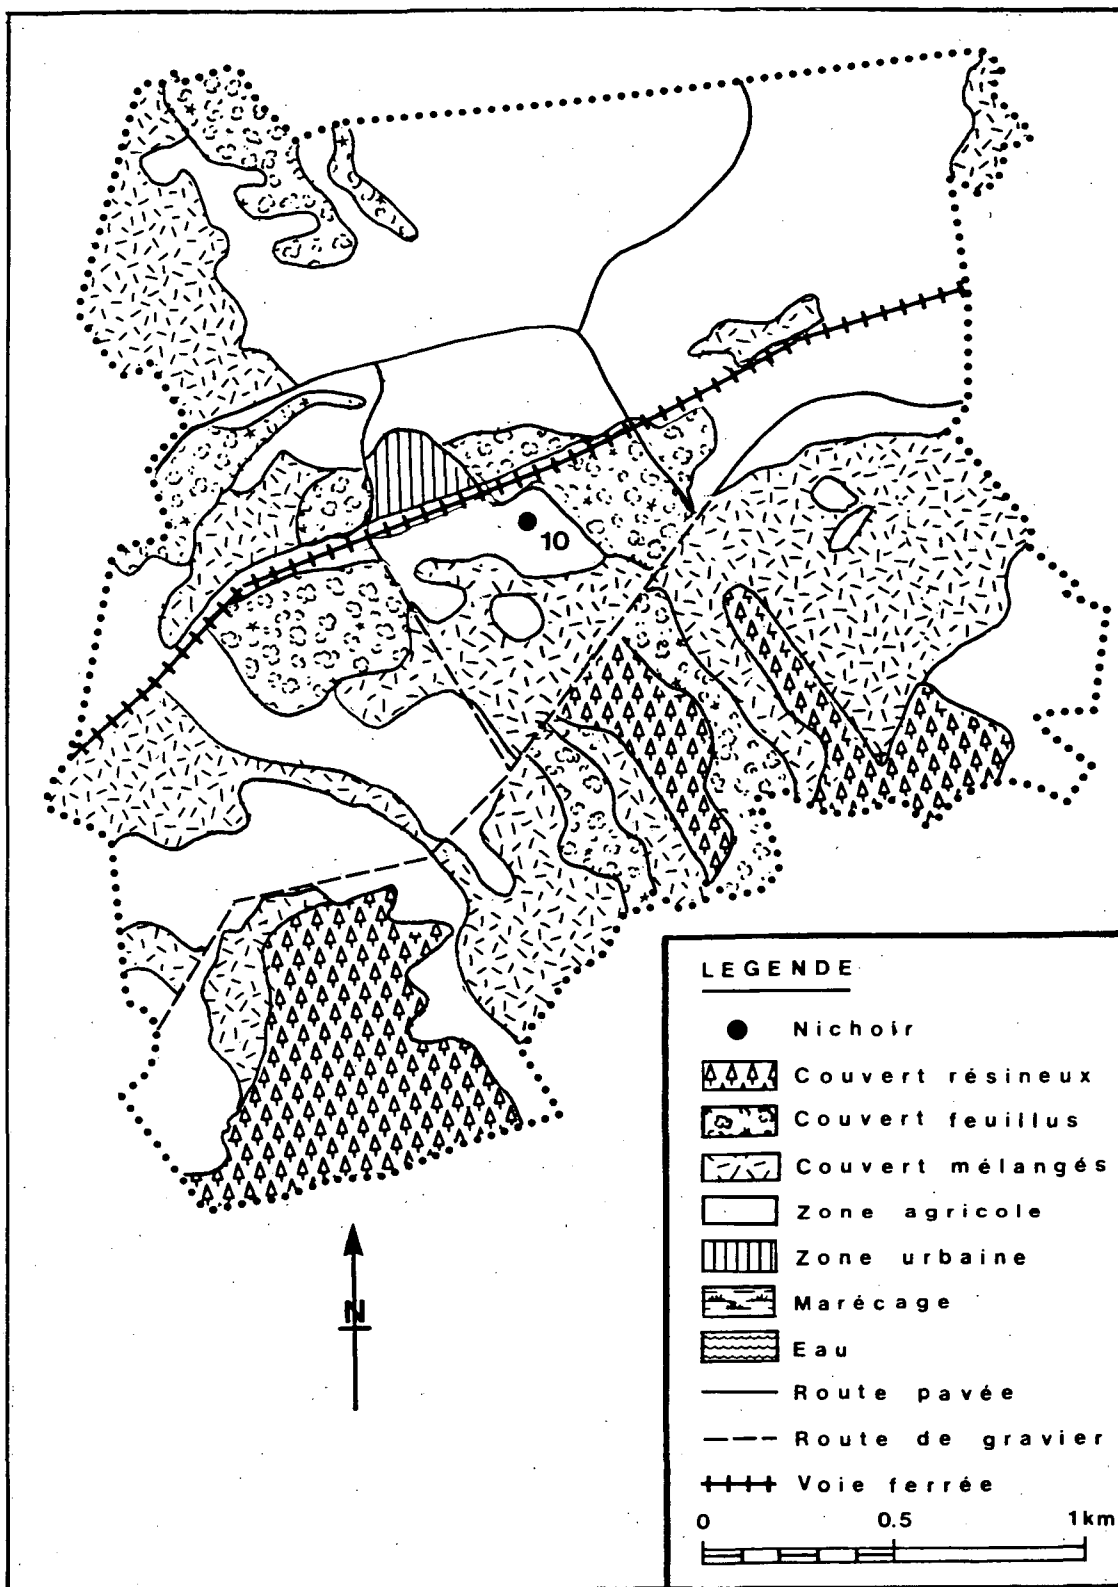 10
N
LEGENDE
Nichoir
Couvert résineux
Couvert feuillus
Couvert mélangés
Zone agricole
Zone urbaine
Marécage
Eau
Route pavée
Route de gravier
Voie ferrée
0 0.5 1km